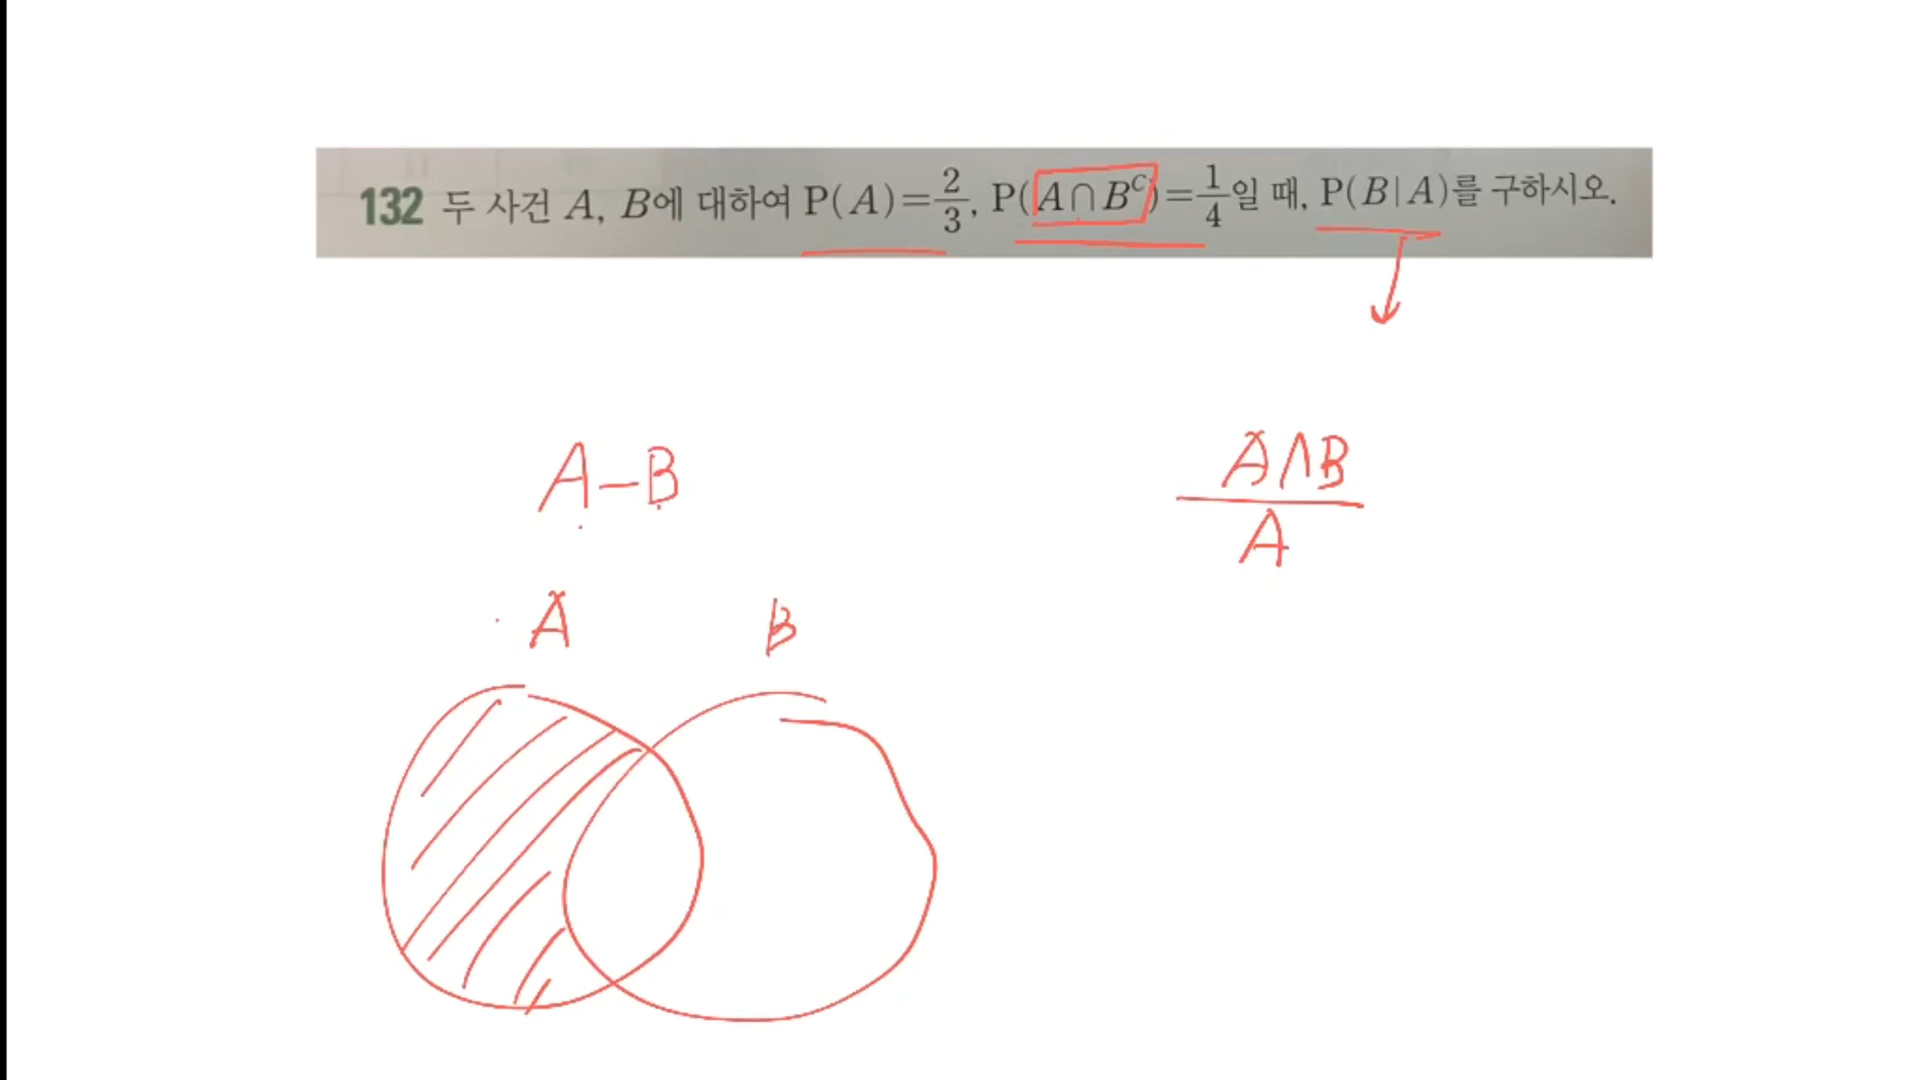 132 두 사건 A, B에 대하여 P(A)=2/3, P(A∩B^C)=1/4일 때, P(B|A)를 구하시오.
A-B
A∩B
A
A B